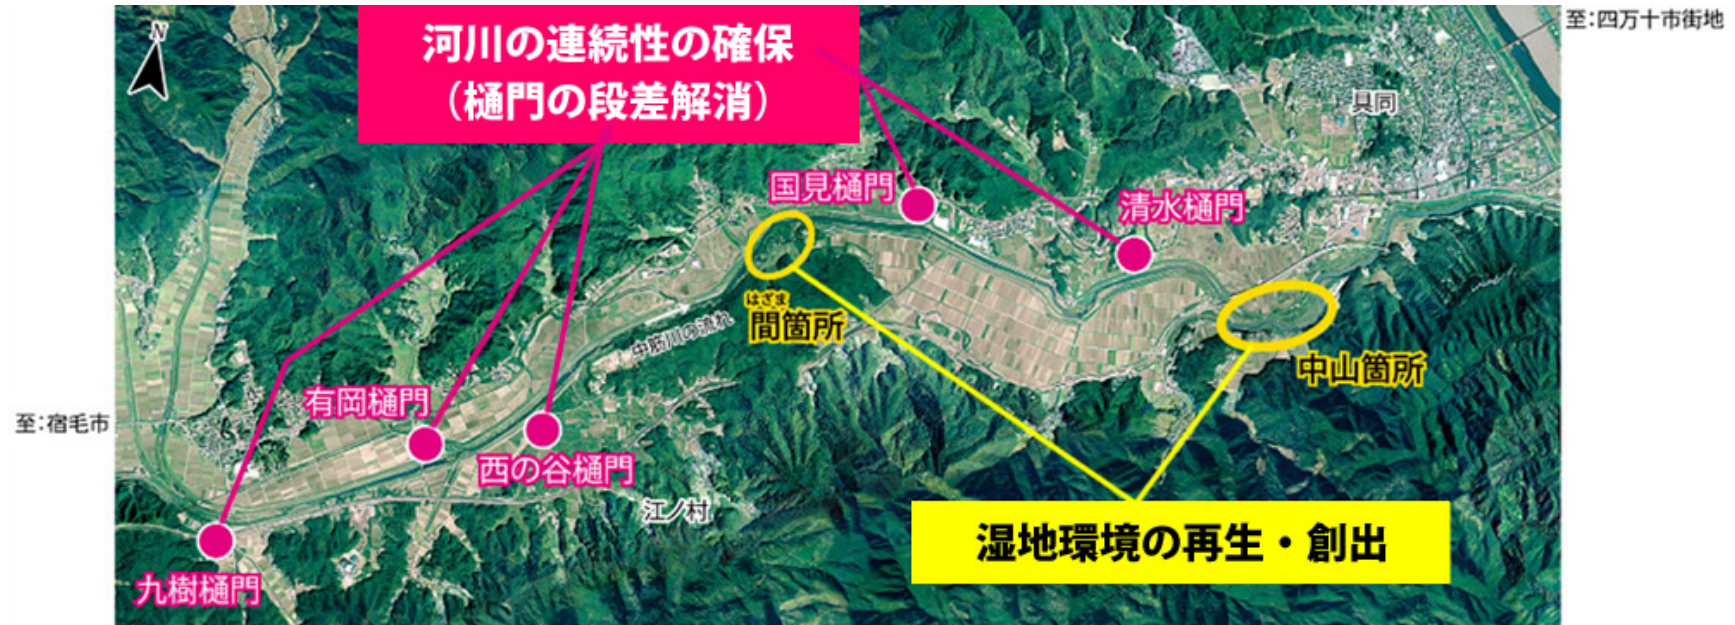 N
河川の連続性の確保
（樋門の段差解消）
至:四万十市街地
具同
国見樋門
清水樋門
はざま
間箇所
中筋川の流れ
中山箇所
有岡樋門
至:宿毛市
西の谷樋門
江ノ村
湿地環境の再生・創出
九樹樋門